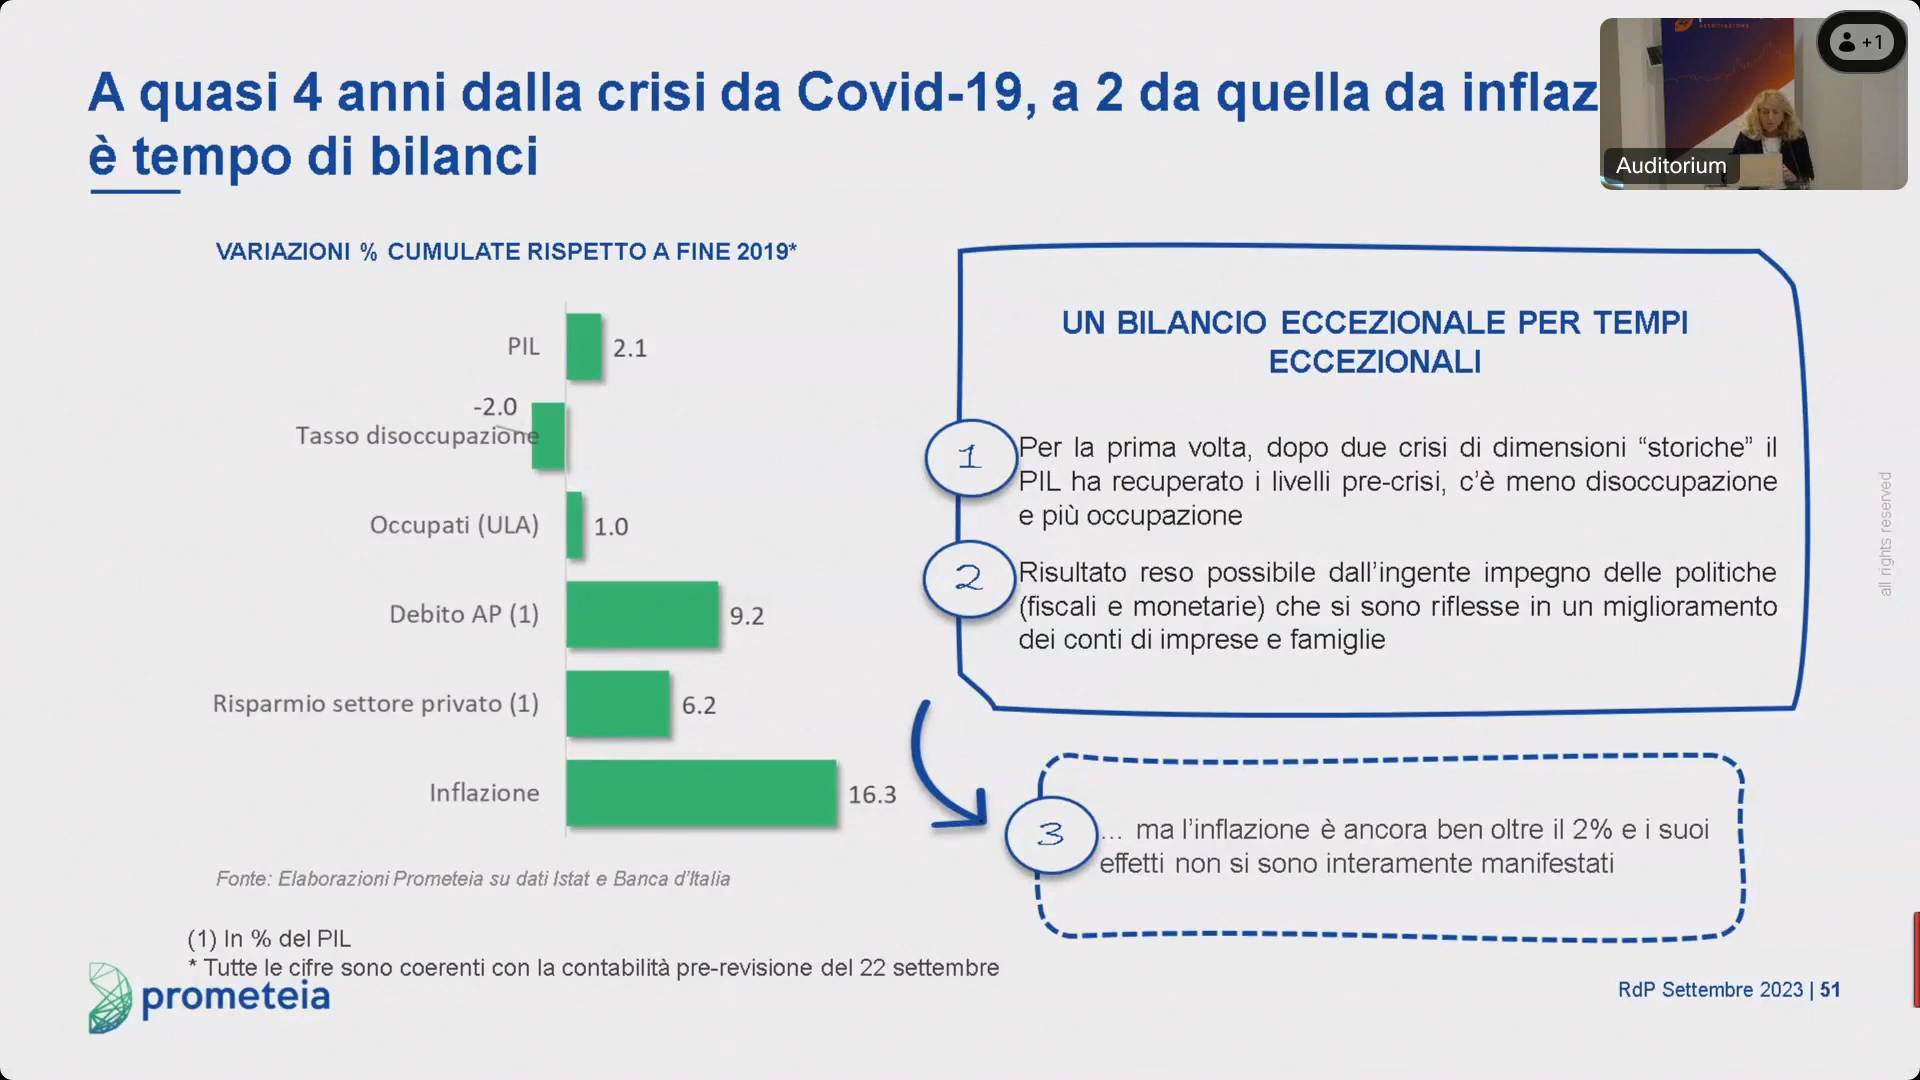 A quasi 4 anni dalla crisi da Covid-19, a 2 da quella da inflaz
è tempo di bilanci
+1
Auditorium
VARIAZIONI % CUMULATE RISPETTO A FINE 2019*
PIL
2.1
-2.0
Tasso disoccupazione
Occupati (ULA)
1.0
Debito AP (1)
9.2
Risparmio settore privato (1)
6.2
Inflazione
16.3
Fonte: Elaborazioni Prometeia su dati Istat e Banca d'Italia
(1) In % del PIL
* Tutte le cifre sono coerenti con la contabilità pre-revisione del 22 settembre
prometeia
UN BILANCIO ECCEZIONALE PER TEMPI
ECCEZIONALI
1
Per la prima volta, dopo due crisi di dimensioni “storiche” il
PIL ha recuperato i livelli pre-crisi, c’è meno disoccupazione
e più occupazione
2
Risultato reso possibile dall’ingente impegno delle politiche
(fiscali e monetarie) che si sono riflesse in un miglioramento
dei conti di imprese e famiglie
3
… ma l’inflazione è ancora ben oltre il 2% e i suoi
effetti non si sono interamente manifestati
all rights reserved
RdP Settembre 2023 | 51